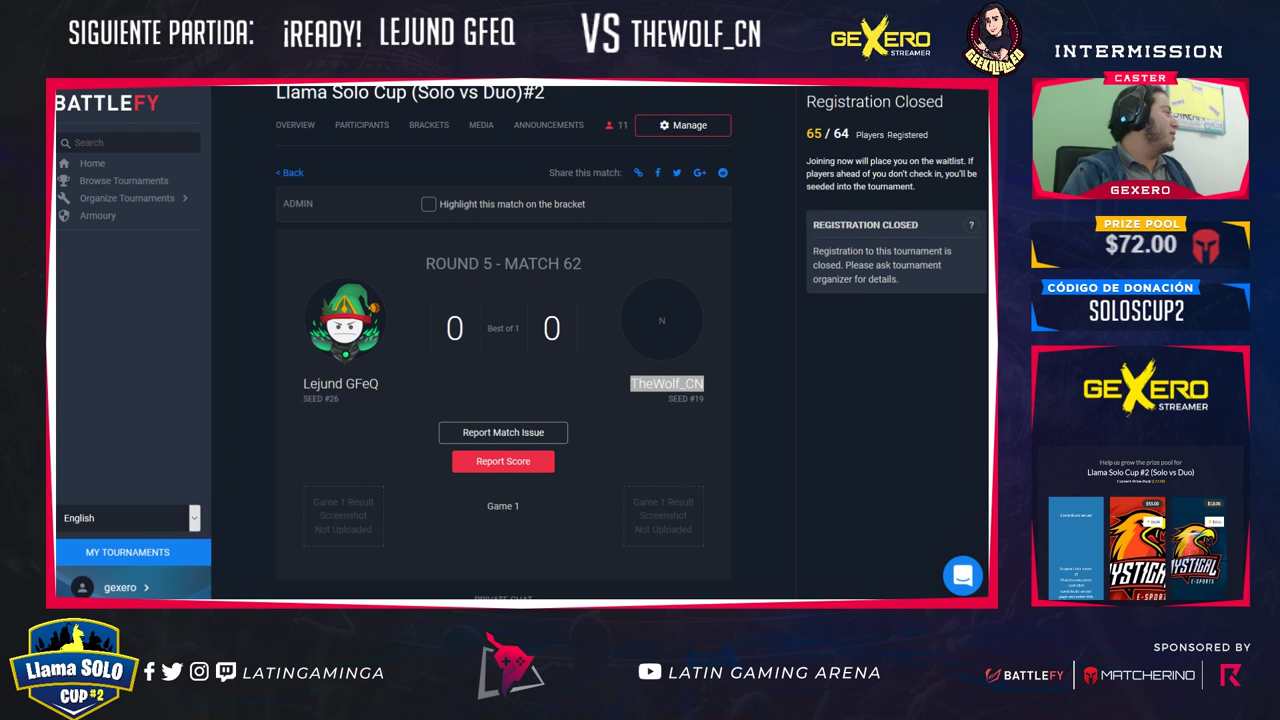 SIGUIENTE PARTIDA: ¡READY! LEJUND GFEQ VS THEWOLF_CN
GEXERO
STREAMER
GEEKNIMED
INTERMISSION
BATTLEFY
Search
Home
Browse Tournaments
Organize Tournaments
Armoury
English
MY TOURNAMENTS
gexero
Llama Solo Cup (Solo vs Duo)#2
OVERVIEW PARTICIPANTS BRACKETS MEDIA ANNOUNCEMENTS 11 Manage
< Back
Share this match:
ADMIN
Highlight this match on the bracket
ROUND 5 - MATCH 62
0 Best of 1 0
N
Lejund GFeQ
SEED #26
TheWolf_CN
SEED #19
Report Match Issue
Report Score
Game 1 Result
Screenshot
Not Uploaded
Game 1
Game 1 Result
Screenshot
Not Uploaded
PRIVATE CHAT
Registration Closed
65 / 64 Players Registered
Joining now will place you on the waitlist. If
players ahead of you don't check in, you'll be
seeded into the tournament.
REGISTRATION CLOSED ?
Registration to this tournament is
closed. Please ask tournament
organizer for details.
CASTER
GEXERO
PRIZE POOL
$72.00
CÓDIGO DE DONACIÓN
SOLOSCUP2
GEXERO
STREAMER
Help us grow the prize pool for
Llama Solo Cup #2 (Solo vs Duo)
YSTICAL
E-SPOR
YSTICAL
E-SPORTS
Llama SOLO
CUP #2
LATINGAMINGA
LATIN GAMING ARENA
SPONSORED BY
BATTLEFY
MATCHERINO